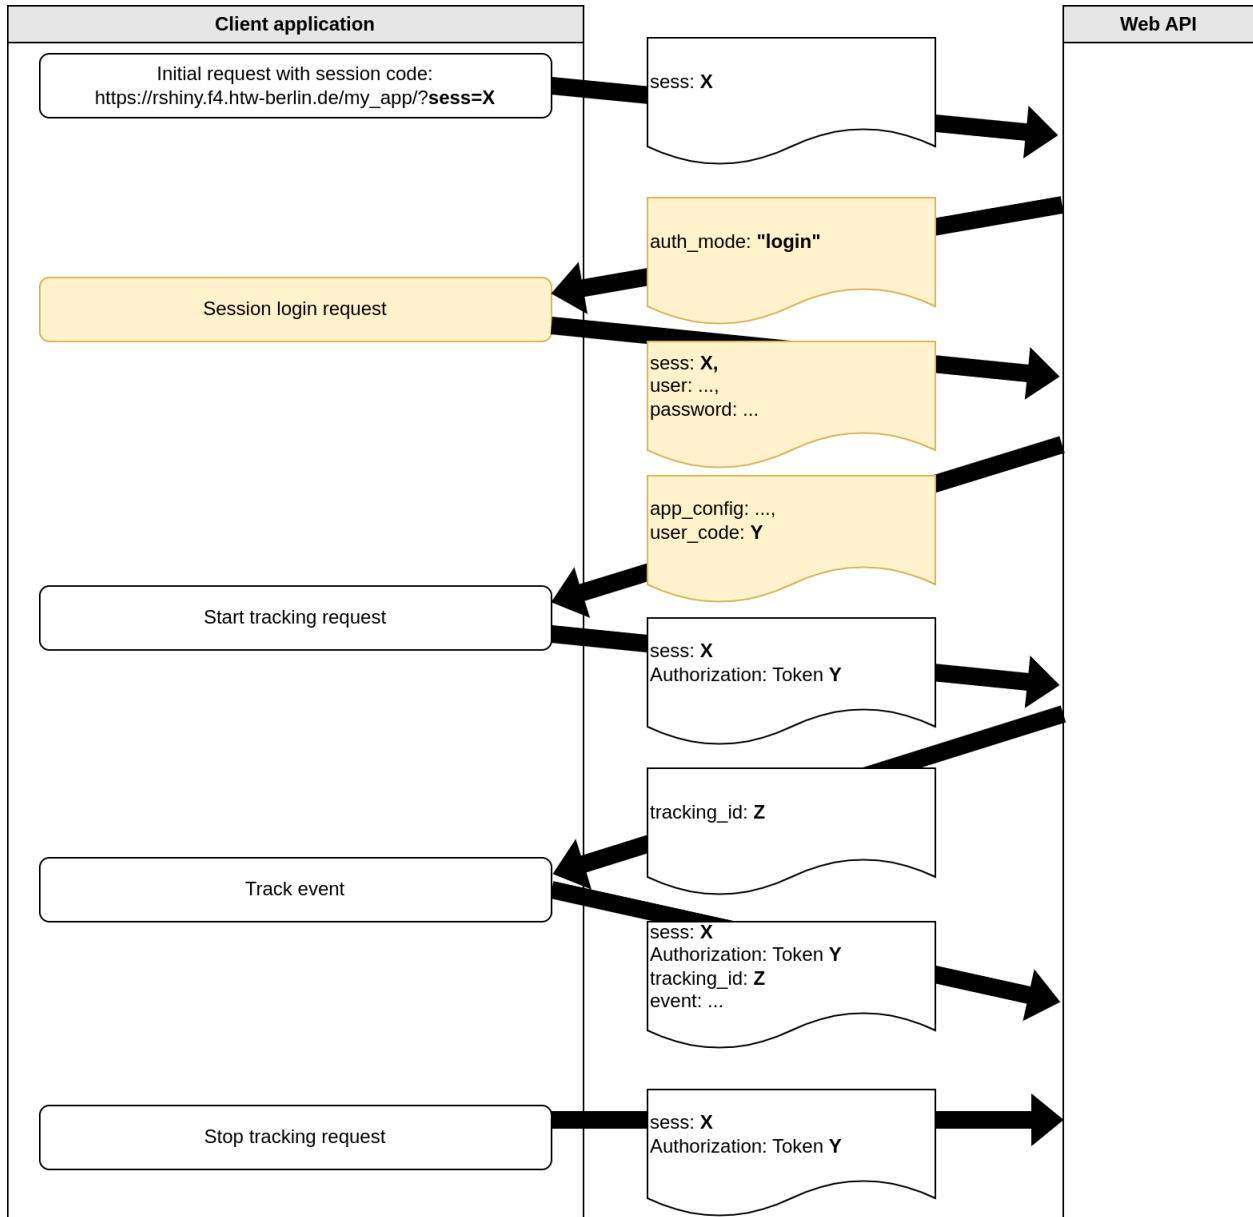 Client application
Web API
Initial request with session code:
https://rshiny.f4.htw-berlin.de/my_app/?sess=X
sess: X
auth_mode: "login"
Session login request
sess: X,
user: ...,
password: ...
app_config: ...,
user_code: Y
Start tracking request
sess: X
Authorization: Token Y
tracking_id: Z
Track event
sess: X
Authorization: Token Y
tracking_id: Z
event: ...
Stop tracking request
sess: X
Authorization: Token Y